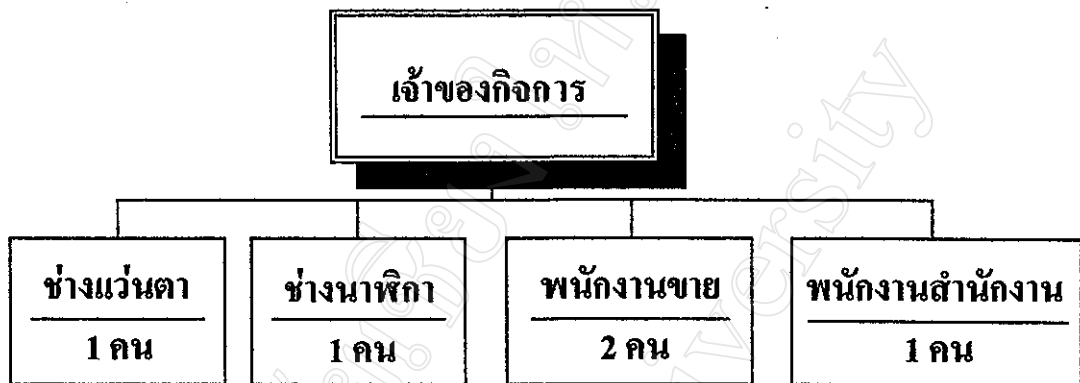 เจ้าของกิจการ
ช่างแว่นตา
1 คน
ช่างนาฬิกา
1 คน
พนักงานขาย
2 คน
พนักงานสำนักงาน
1 คน